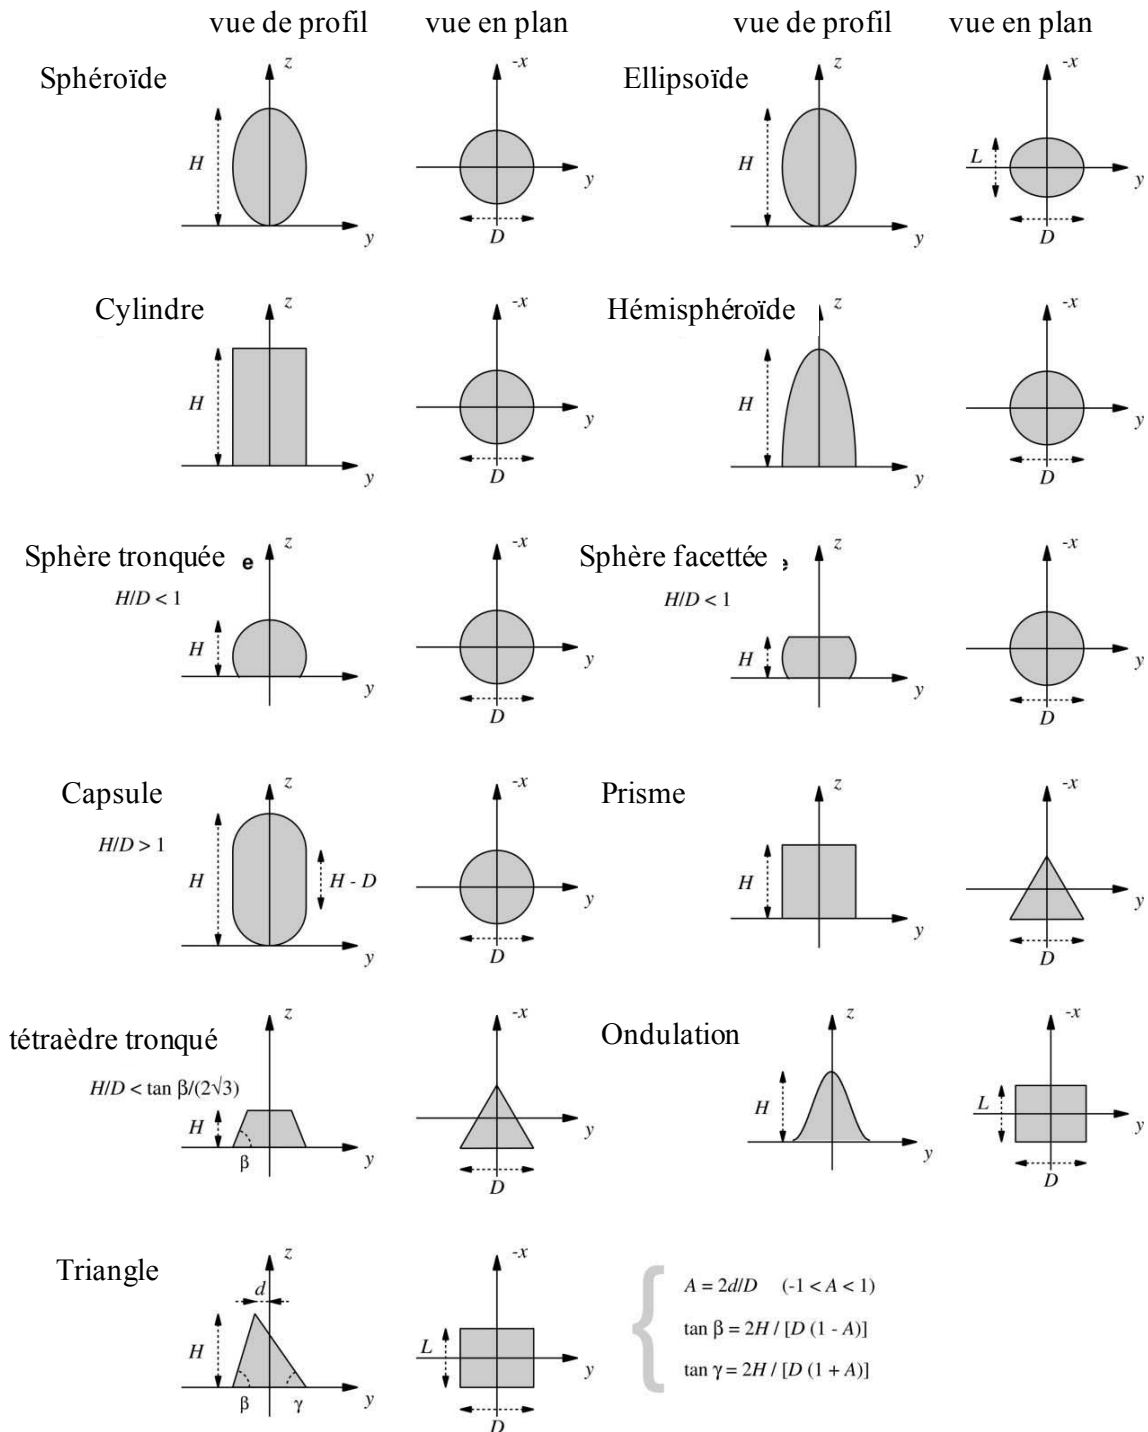 vue de profil vue en plan vue de profil vue en plan
Sphéroïde z -x Ellipsoïde z -x
H y y D H y L y D
Cylindre z -x Hémisphéroïde -x
H y y D H y y D
Sphère tronquée e z -x Sphère facettée z -x
H/D < 1 H/D < 1
H y y D H y y D
Capsule z -x Prisme z -x
H/D > 1
H H - D y y D H y y D
tétraèdre tronqué z -x Ondulation z -x
H/D < tan β/(2√3)
H β y y D H y L y D
Triangle z -x
d
H β γ y L y D
A = 2d/D (-1 < A < 1)
tan β = 2H / [D (1 - A)]
tan γ = 2H / [D (1 + A)]